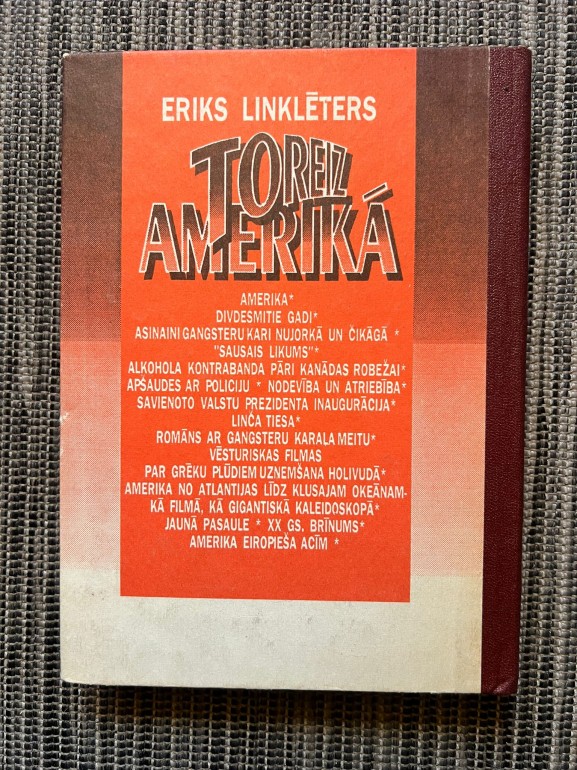 ERIKS LINKLĒTERS
TOREIZ
AMERIKĀ
AMERIKA*
DIVDESMITIE GADI*
ASINAINI GANGSTERU KARI NUJORKĀ UN ČIKĀGĀ *
"SAUSAIS LIKUMS"*
ALKOHOLA KONTRABANDA PĀRI KANĀDAS ROBEŽAI*
APŠAUDES AR POLICIJU * NODEVĪBA UN ATRIEBĪBA*
SAVIENOTO VALSTU PREZIDENTA INAUGURĀCIJA*
LINČA TIESA*
ROMĀNS AR GANGSTERU KARALA MEITU*
VĒSTURISKAS FILMAS
PAR GRĒKU PLŪDIEM UZNEMŠANA HOLIVUDĀ*
AMERIKA NO ATLANTIJAS LĪDZ KLUSAJAM OKEĀNAM-
KĀ FILMĀ, KĀ GIGANTISKĀ KALEIDOSKOPĀ*
JAUNĀ PASAULE * XX GS. BRĪNUMS*
AMERIKA EIROPIEŠA ACĪM *